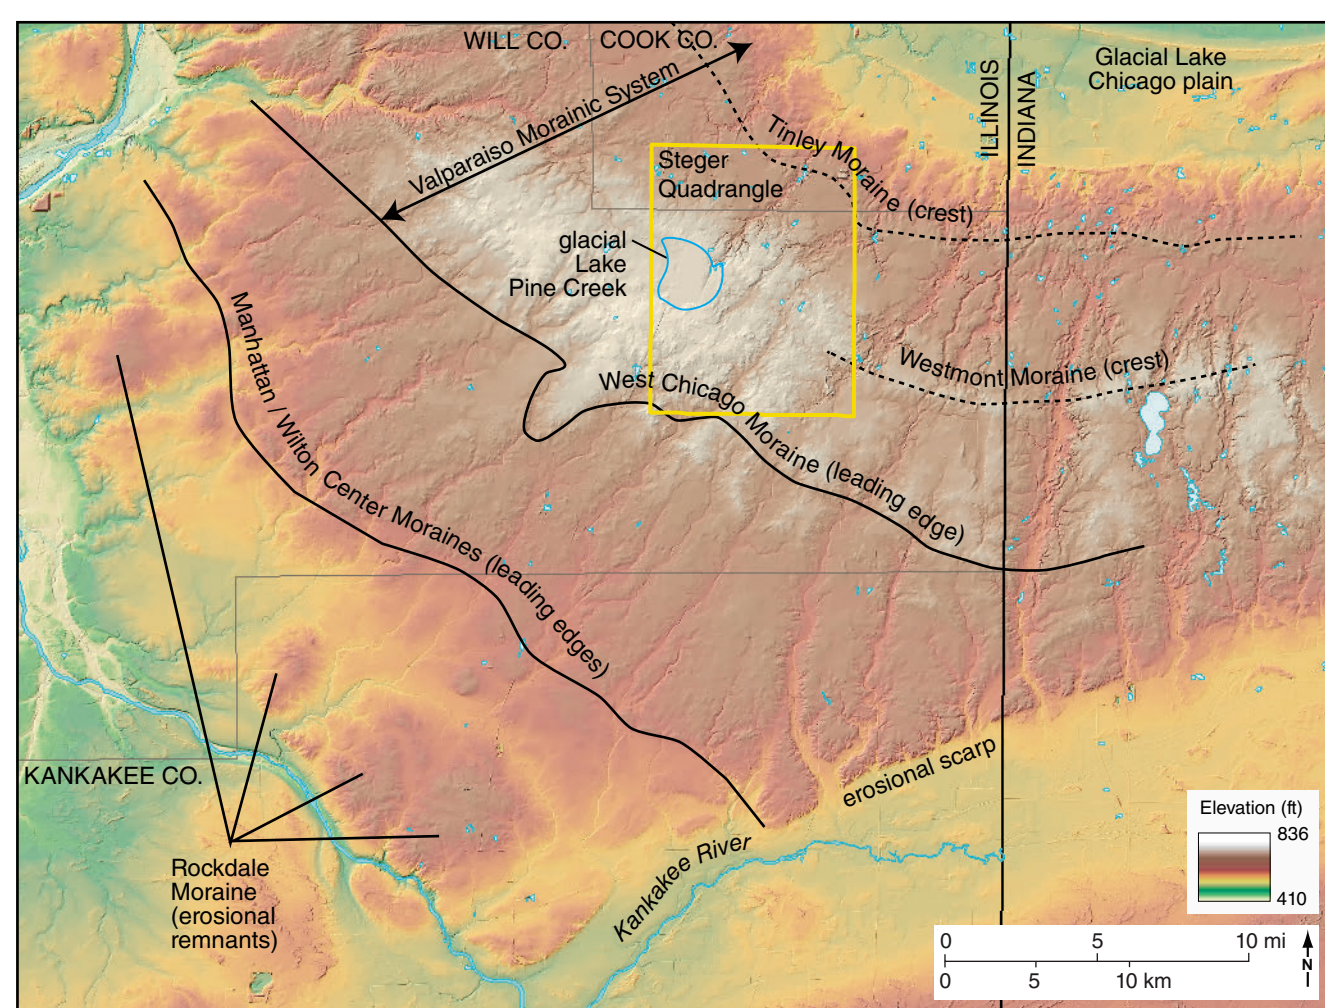 WILL CO.
COOK CO.
Glacial Lake
Chicago plain
ILLINOIS
INDIANA
Valparaiso Morainic System
Tinley Moraine (crest)
Steger
Quadrangle
glacial
Lake
Pine Creek
Manhattan / Wilton Center Moraines (leading edges)
Westmont Moraine (crest)
West Chicago Moraine (leading edge)
erosional scarp
KANKAKEE CO.
Kankakee River
Rockdale
Moraine
(erosional
remnants)
Elevation (ft)
836
410
0 5 10 mi
0 5 10 km
N